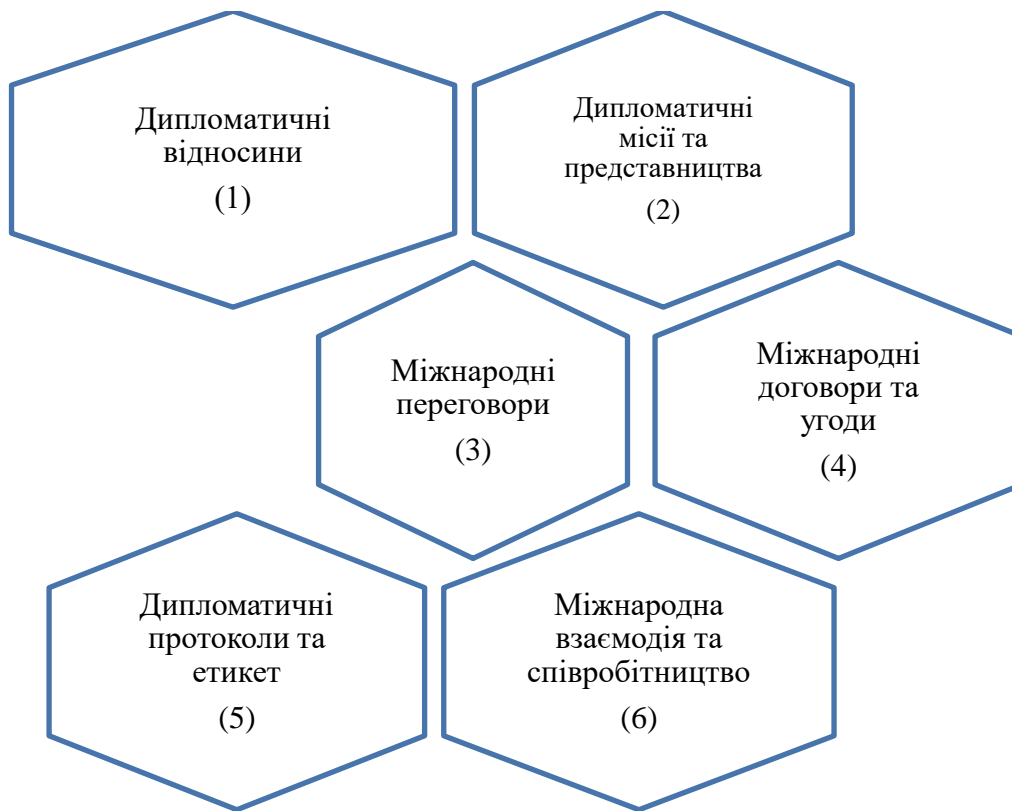 Дипломатичні
відносини
(1)
Дипломатичні
місії та
представництва
(2)
Міжнародні
переговори
(3)
Міжнародні
договори та
угоди
(4)
Дипломатичні
протоколи та
етикет
(5)
Міжнародна
взаємодія та
співробітництво
(6)